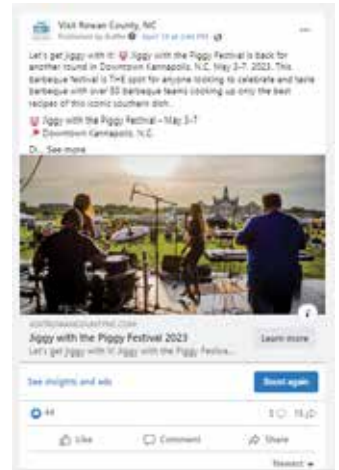 Visit Rowan County, NC
Published by Buffer · April 19 at 3:45 PM ·
Let's get jiggy with it! Jiggy with the Piggy Festival is back for
another round in Downtown Kannapolis, N.C. May 3-7, 2023. This
barbeque festival is THE spot for anyone looking to celebrate and taste
barbeque with over 50 barbeque teams cooking up only the best
recipes of this iconic southern dish.
Jiggy with the Piggy Festival - May 3-7
Downtown Kannapolis, N.C.
... See more
VISITROWANCOUNTYNC.COM
Jiggy with the Piggy Festival 2023
Let's get jiggy with it! Jiggy with the Piggy Festiva...
Learn more
See insights and ads
Boost again
44
Like
Comment
Share
Newest